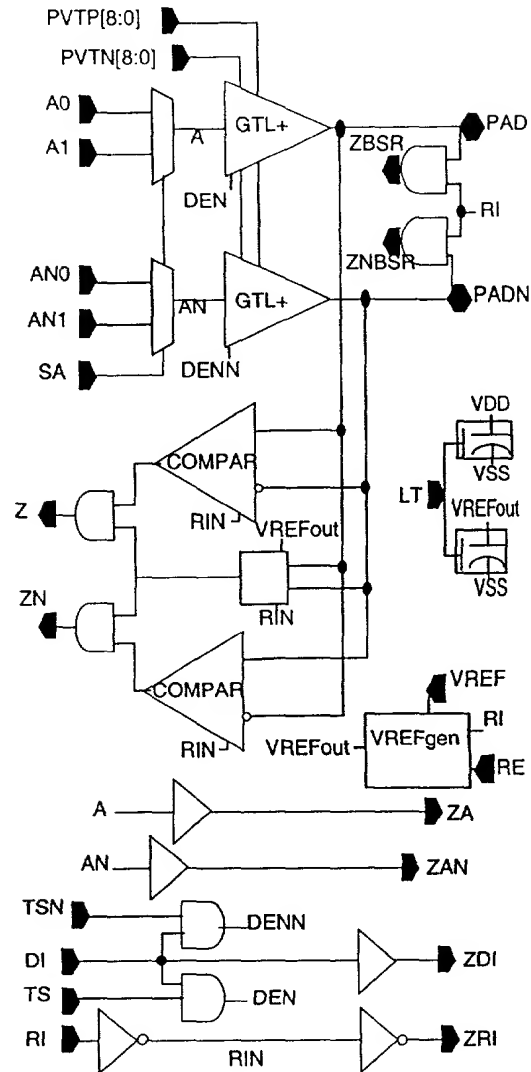 PVTP[8:0]
PVTN[8:0]
A0
A1
A
GTL+
DEN
PAD
ZBSR
RI
ZNBSR
AN0
AN1
AN
GTL+
DENN
PADN
SA
COMPAR
RIN
VREFout
Z
RIN
ZN
COMPAR
RIN
VDD
VSS
LT
VREFout
VSS
VREF
VREFgen
RI
VREFout
RE
A
ZA
AN
ZAN
TSN
DENN
DI
ZDI
TS
DEN
RI
RIN
ZRI